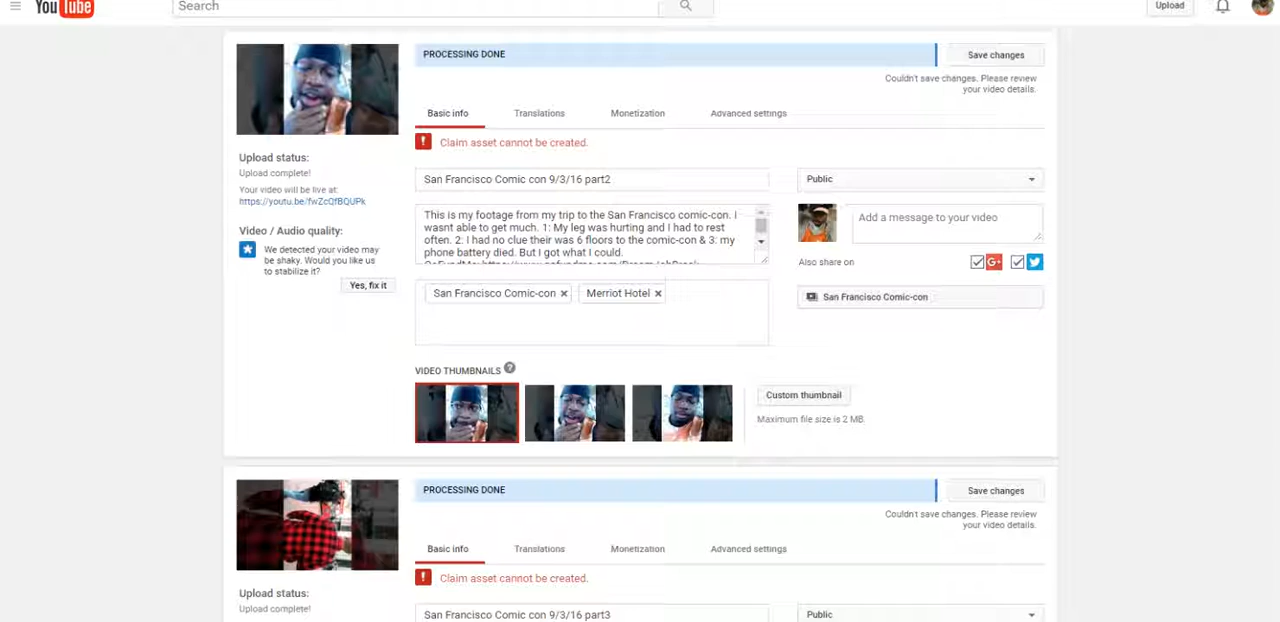 YouTube
Search
Upload
PROCESSING DONE
Save changes
Couldn't save changes. Please review
your video details.
Basic info
Translations
Monetization
Advanced settings
Claim asset cannot be created.
Upload status:
Upload complete!
Your video will be live at:
https://youtu.be/fwZcQfBQUPk
Video / Audio quality:
We detected your video may
be shaky. Would you like us
to stabilize it?
Yes, fix it
San Francisco Comic con 9/3/16 part2
Public
This is my footage from my trip to the San Francisco comic-con. I
wasnt able to get much. 1: My leg was hurting and I had to rest
often. 2: I had no clue their was 6 floors to the comic-con & 3: my
phone battery died. But I got what I could.
Add a message to your video
Also share on
San Francisco Comic-con
Merriot Hotel
San Francisco Comic-con
VIDEO THUMBNAILS
Custom thumbnail
Maximum file size is 2 MB.
PROCESSING DONE
Save changes
Couldn't save changes. Please review
your video details.
Basic info
Translations
Monetization
Advanced settings
Claim asset cannot be created.
Upload status:
Upload complete!
San Francisco Comic con 9/3/16 part3
Public